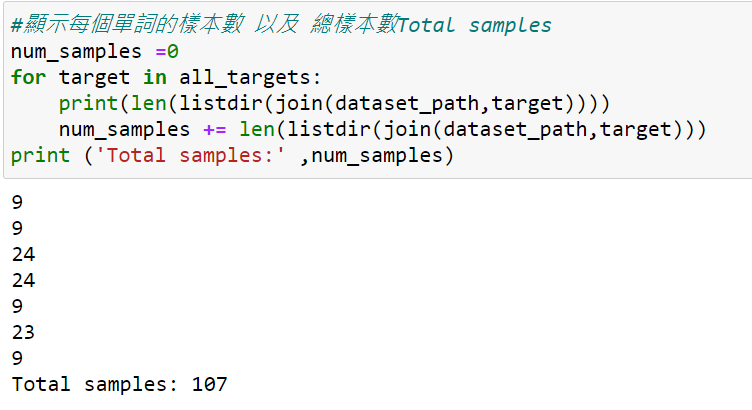 #顯示每個單詞的樣本數 以及 總樣本數Total samples
num_samples =0
for target in all_targets:
    print(len(listdir(join(dataset_path,target))))
    num_samples += len(listdir(join(dataset_path,target)))
print ('Total samples:' ,num_samples)
9
9
24
24
9
23
9
Total samples: 107